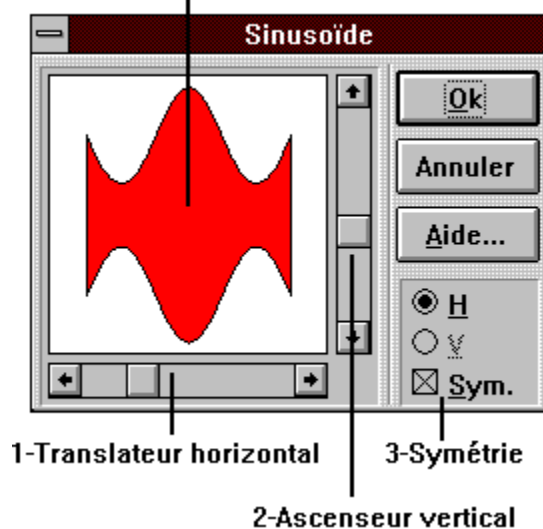 Sinusoïde
Ok
Annuler
Aide...
H
V
Sym.
1-Translateur horizontal
3-Symétrie
2-Ascenseur vertical